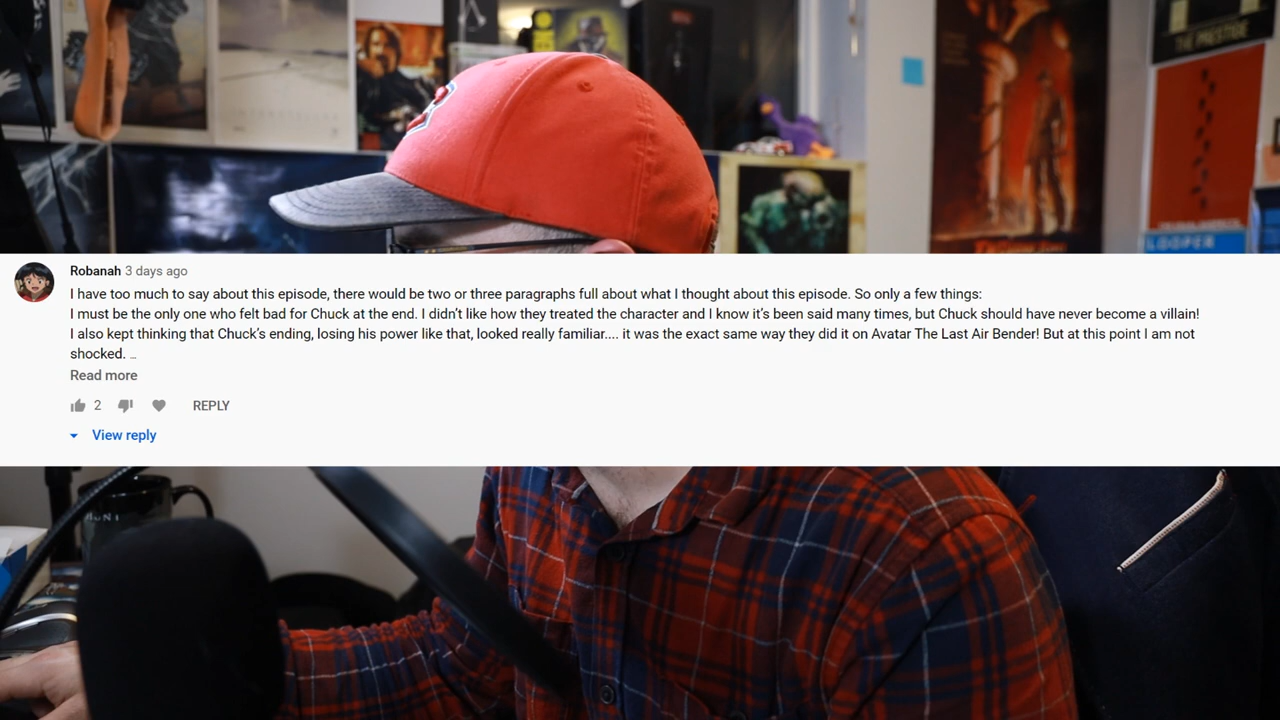 THE PRESTIGE
LOOPER
Robanah 3 days ago
I have too much to say about this episode, there would be two or three paragraphs full about what I thought about this episode. So only a few things:
I must be the only one who felt bad for Chuck at the end. I didn’t like how they treated the character and I know it’s been said many times, but Chuck should have never become a villain!
I also kept thinking that Chuck’s ending, losing his power like that, looked really familiar.... it was the exact same way they did it on Avatar The Last Air Bender! But at this point I am not
shocked. ...
Read more
2 REPLY
View reply